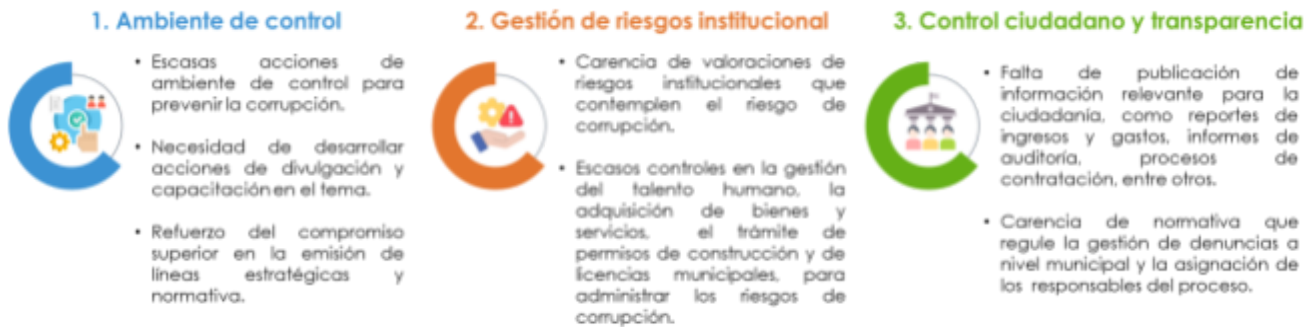 1. Ambiente de control
• Escasas acciones de
ambiente de control para
prevenir la corrupción.
• Necesidad de desarrollar
acciones de divulgación y
capacitación en el tema.
• Refuerzo del compromiso
superior en la emisión de
líneas estratégicas y
normativa.
2. Gestión de riesgos institucional
• Carencia de valoraciones de
riesgos institucionales que
contemplen el riesgo de
corrupción.
• Escasos controles en la gestión
del talento humano, la
adquisición de bienes y
servicios, el trámite de
permisos de construcción y de
licencias municipales, para
administrar los riesgos de
corrupción.
3. Control ciudadano y transparencia
• Falta de publicación de
información relevante para la
ciudadanía, como reportes de
ingresos y gastos, informes de
auditoría, procesos de
contratación, entre otros.
• Carencia de normativa que
regule la gestión de denuncias a
nivel municipal y la asignación de
los responsables del proceso.